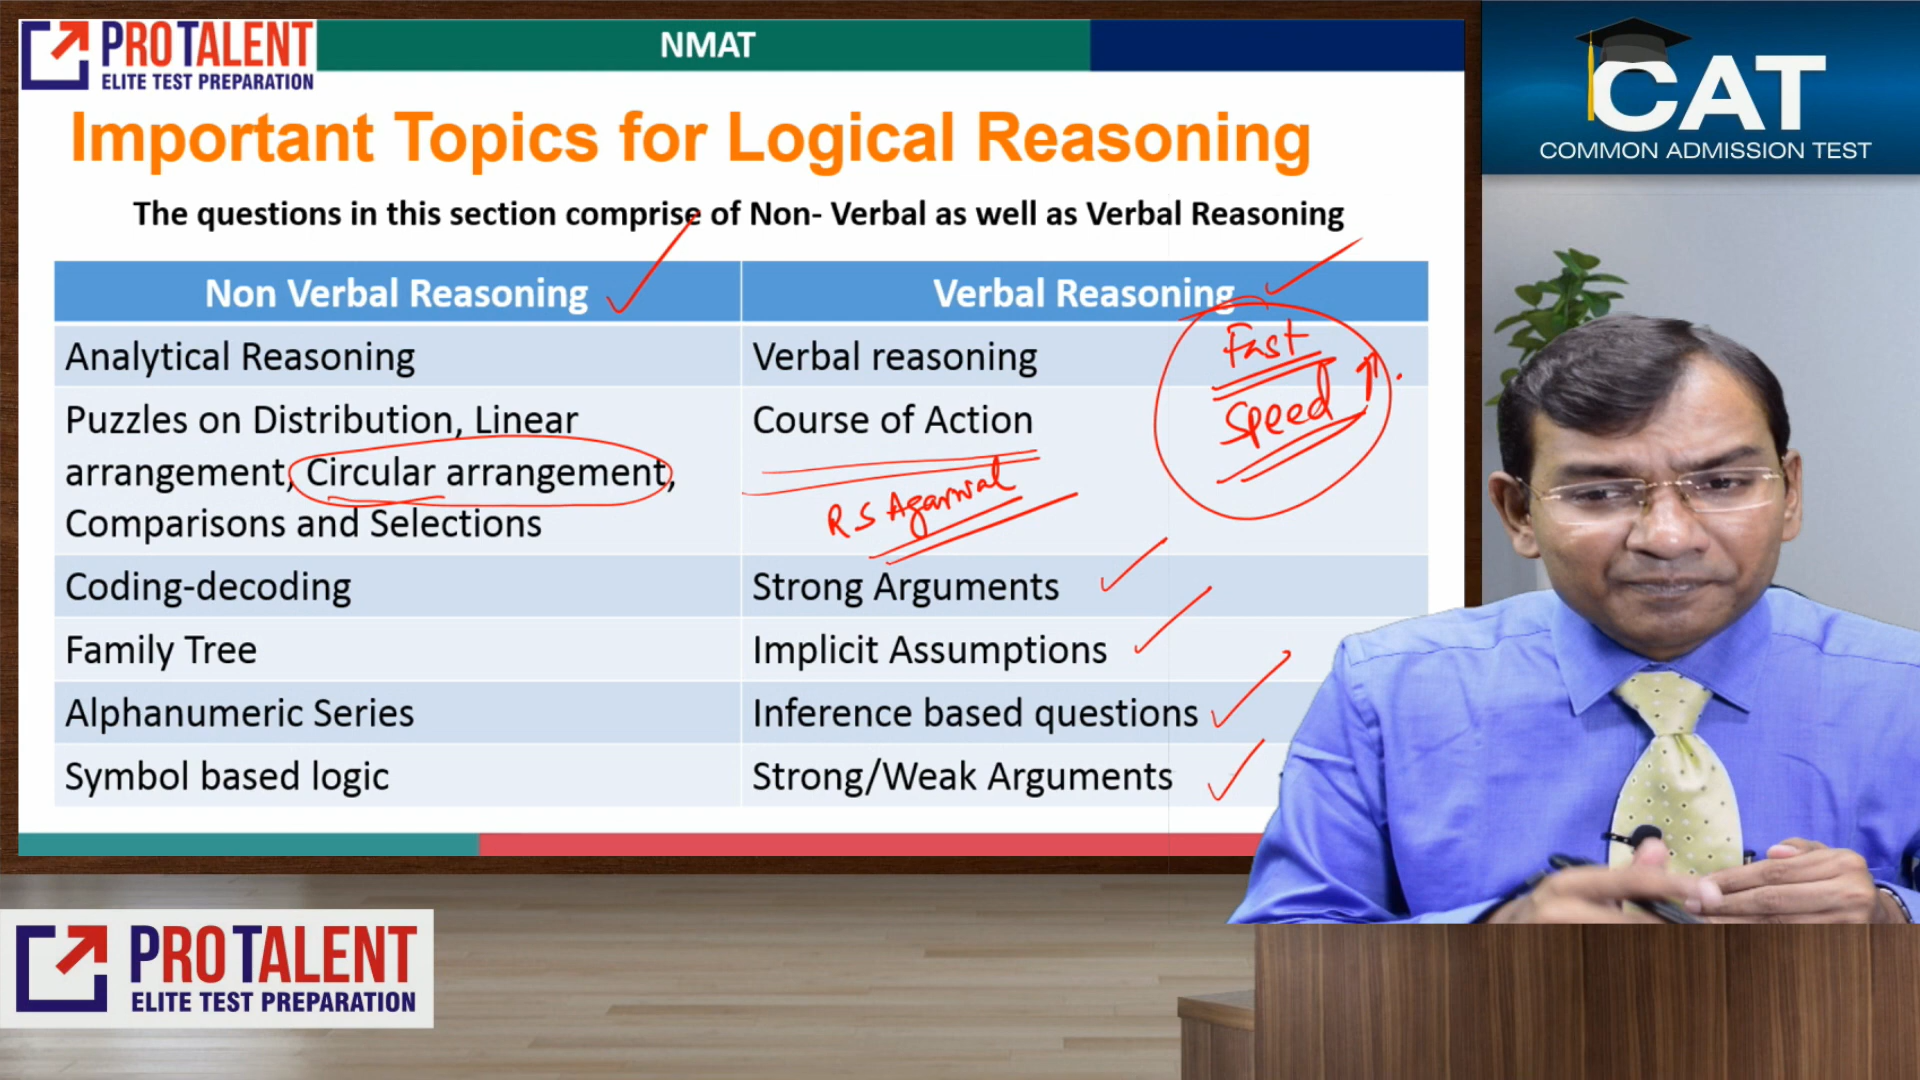 PROTALENT
ELITE TEST PREPARATION
NMAT
CAT
COMMON ADMISSION TEST
Important Topics for Logical Reasoning
The questions in this section comprise of Non- Verbal as well as Verbal Reasoning
Non Verbal Reasoning
Verbal Reasoning
Analytical Reasoning
Verbal reasoning
Fast
Speed
Puzzles on Distribution, Linear
arrangement, Circular arrangement,
Comparisons and Selections
Course of Action
R S Agarwal
Coding-decoding
Strong Arguments
Family Tree
Implicit Assumptions
Alphanumeric Series
Inference based questions
Symbol based logic
Strong/Weak Arguments
PROTALENT
ELITE TEST PREPARATION